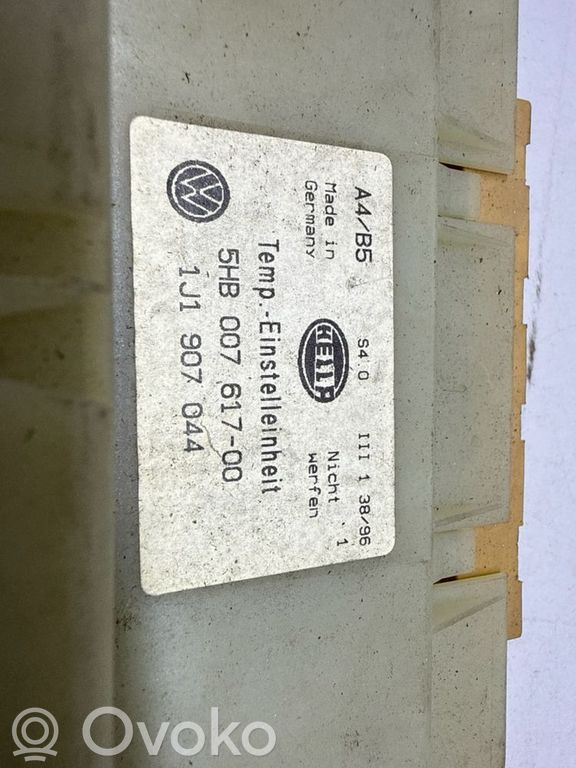 A4/B5 S4.0 III 1 38/96
Made in
Germany
HELLA
Nicht
werfen
1
Temp.-Einstelleinheit
5HB 007 617-00
1J1 907 044
Ovoko